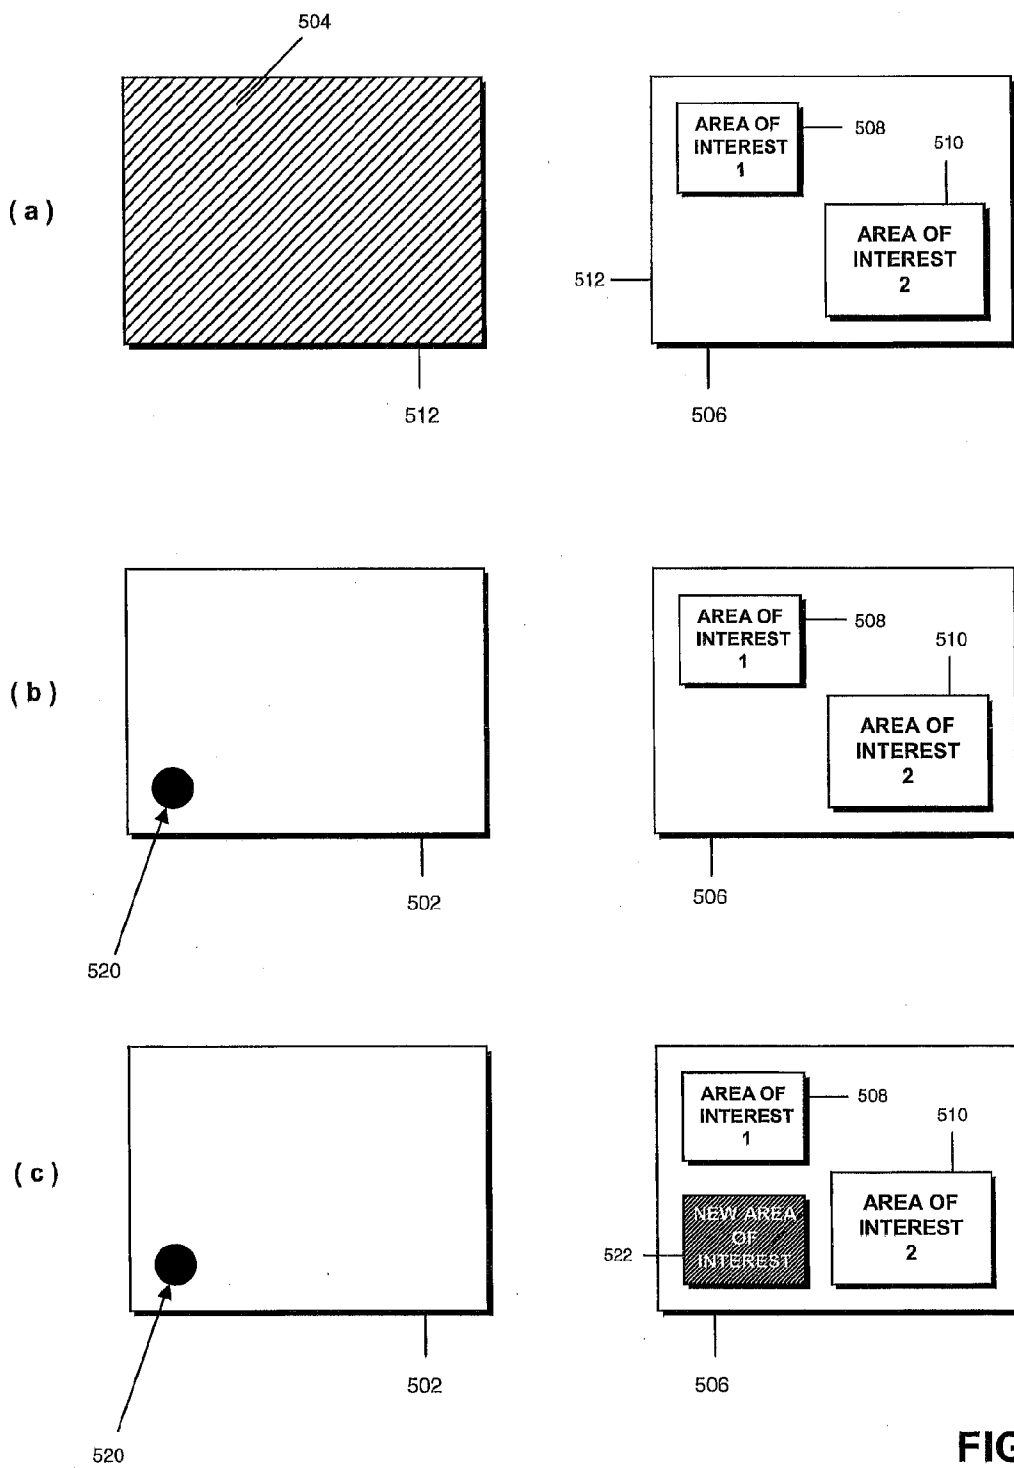 504
AREA OF
INTEREST
1
508
510
(a)
AREA OF
INTEREST
2
512
512
506
AREA OF
INTEREST
1
508
510
(b)
AREA OF
INTEREST
2
502
506
520
AREA OF
INTEREST
1
508
510
(c)
AREA OF
INTEREST
2
NEW AREA
OF
INTEREST
522
502
506
520
FIG